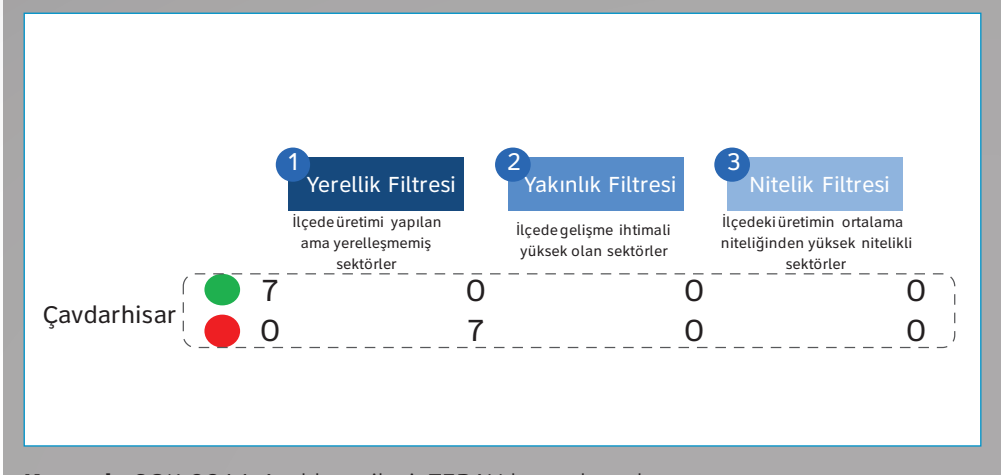 1 Yerellik Filtresi
2 Yakınlık Filtresi
3 Nitelik Filtresi
İlçede üretimi yapılan
ama yerelleşmemiş
sektörler
İlçede gelişme ihtimali
yüksek olan sektörler
İlçedeki üretimin ortalama
niteliğinden yüksek nitelikli
sektörler
Çavdarhisar
7 0 0 0
0 7 0 0